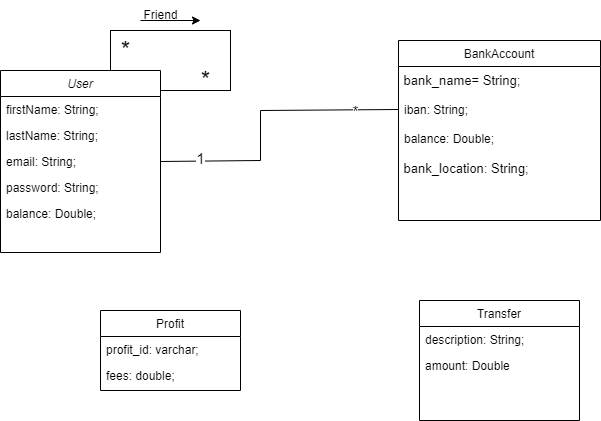 Friend
*
*
User
firstName: String;
lastName: String;
email: String;
password: String;
balance: Double;
1
*
BankAccount
bank_name= String;
iban: String;
balance: Double;
bank_location: String;
Profit
profit_id: varchar;
fees: double;
Transfer
description: String;
amount: Double